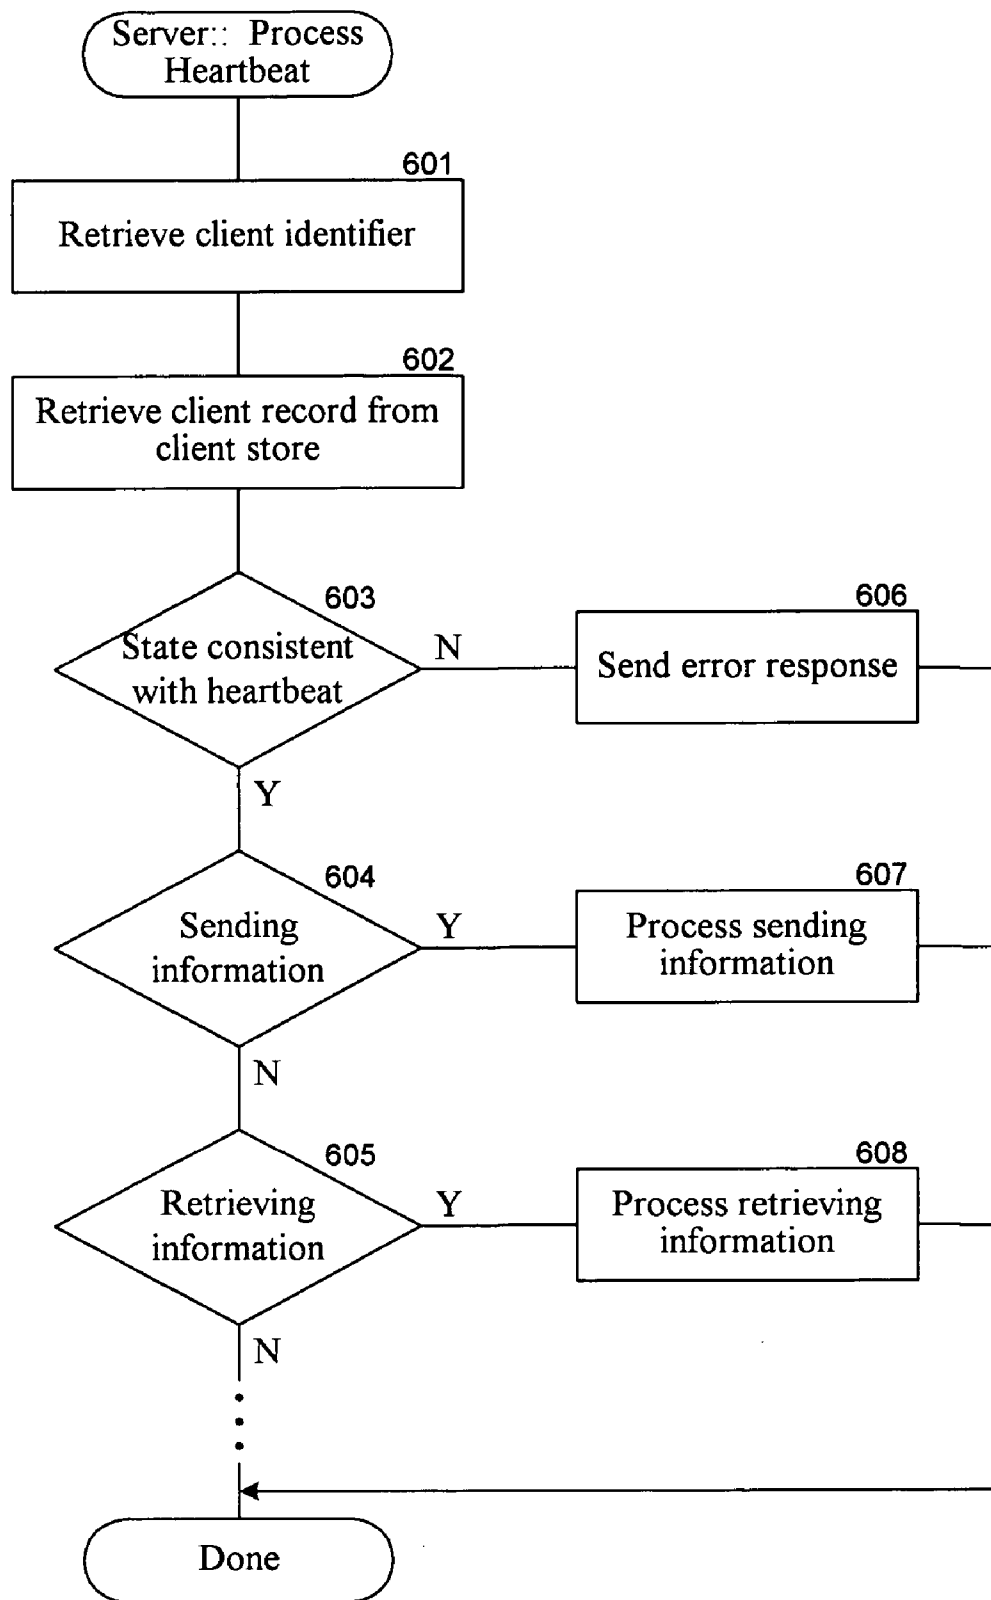 Server:: Process
Heartbeat
601
Retrieve client identifier
602
Retrieve client record from
client store
603
State consistent
with heartbeat
N
606
Send error response
Y
604
Sending
information
Y
607
Process sending
information
N
605
Retrieving
information
Y
608
Process retrieving
information
N
Done